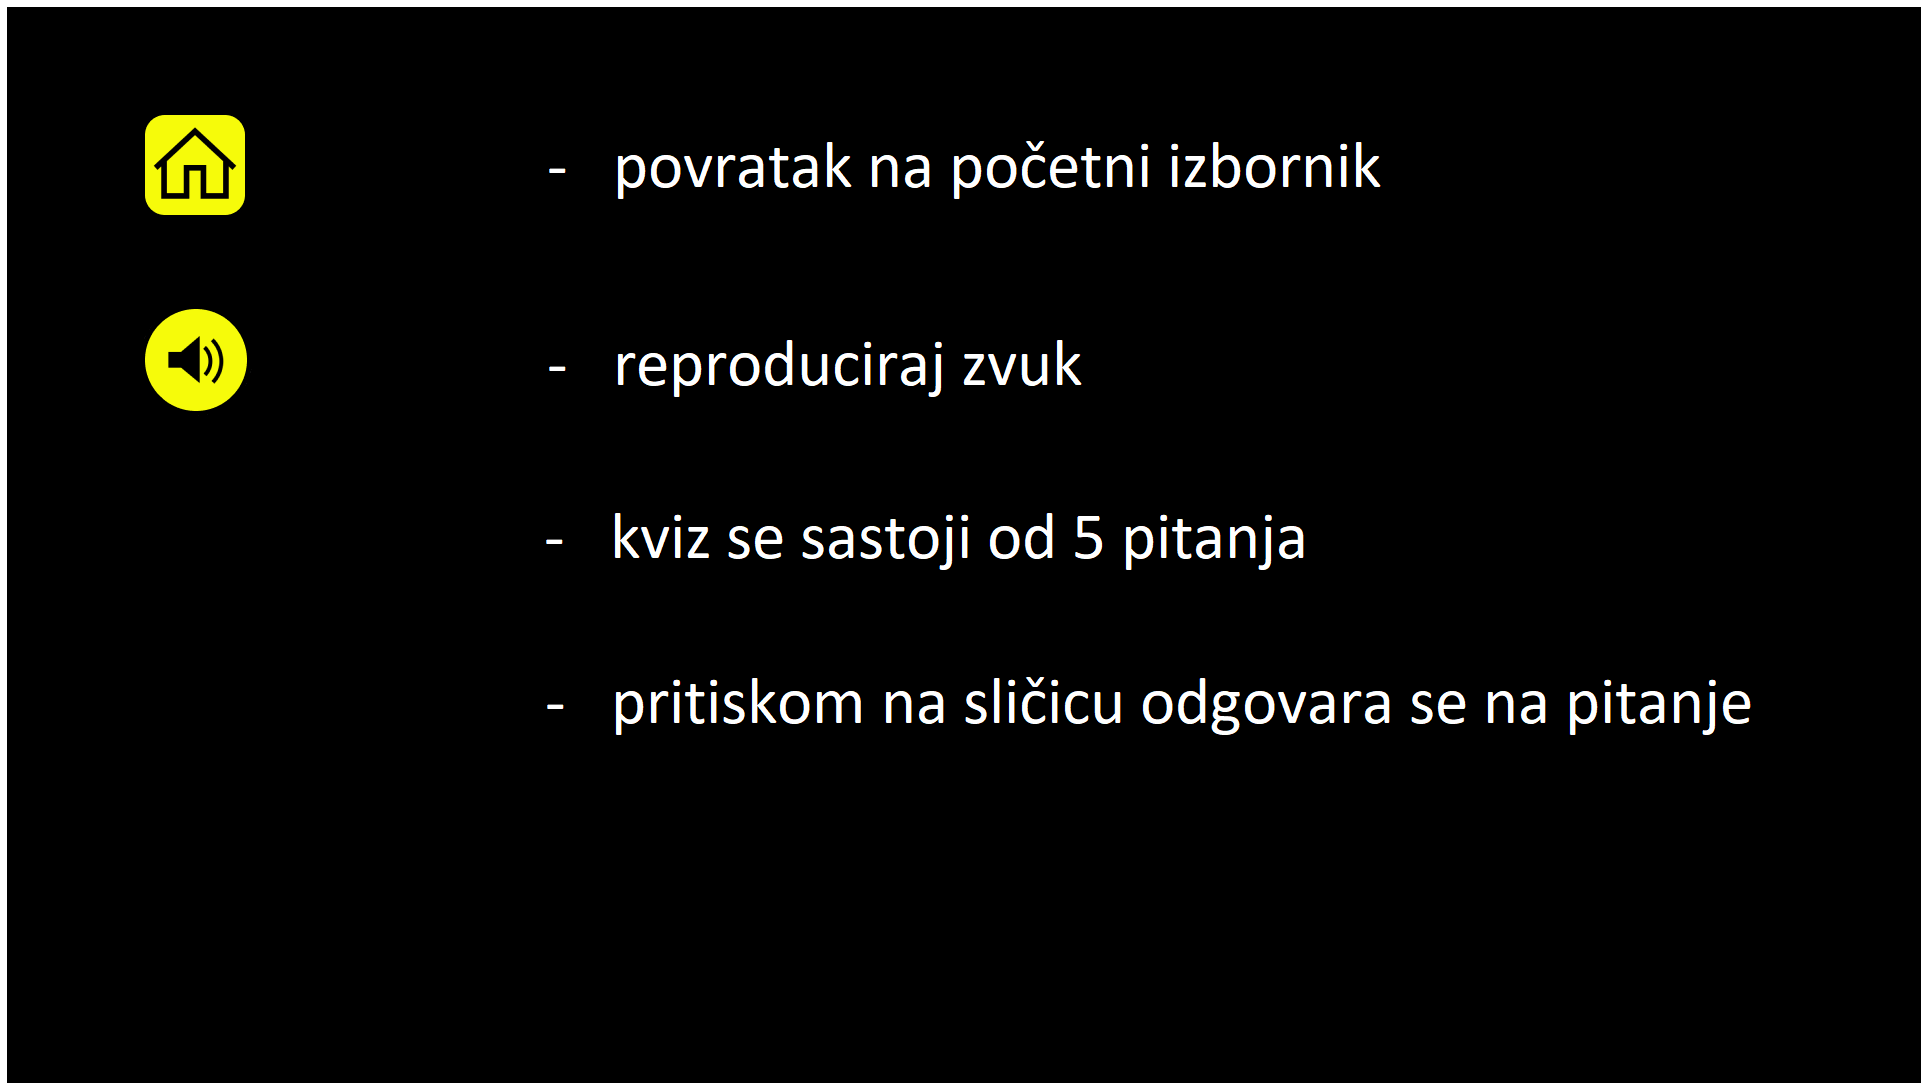 - povratak na početni izbornik
- reproduciraj zvuk
- kviz se sastoji od 5 pitanja
- pritiskom na sličicu odgovara se na pitanje